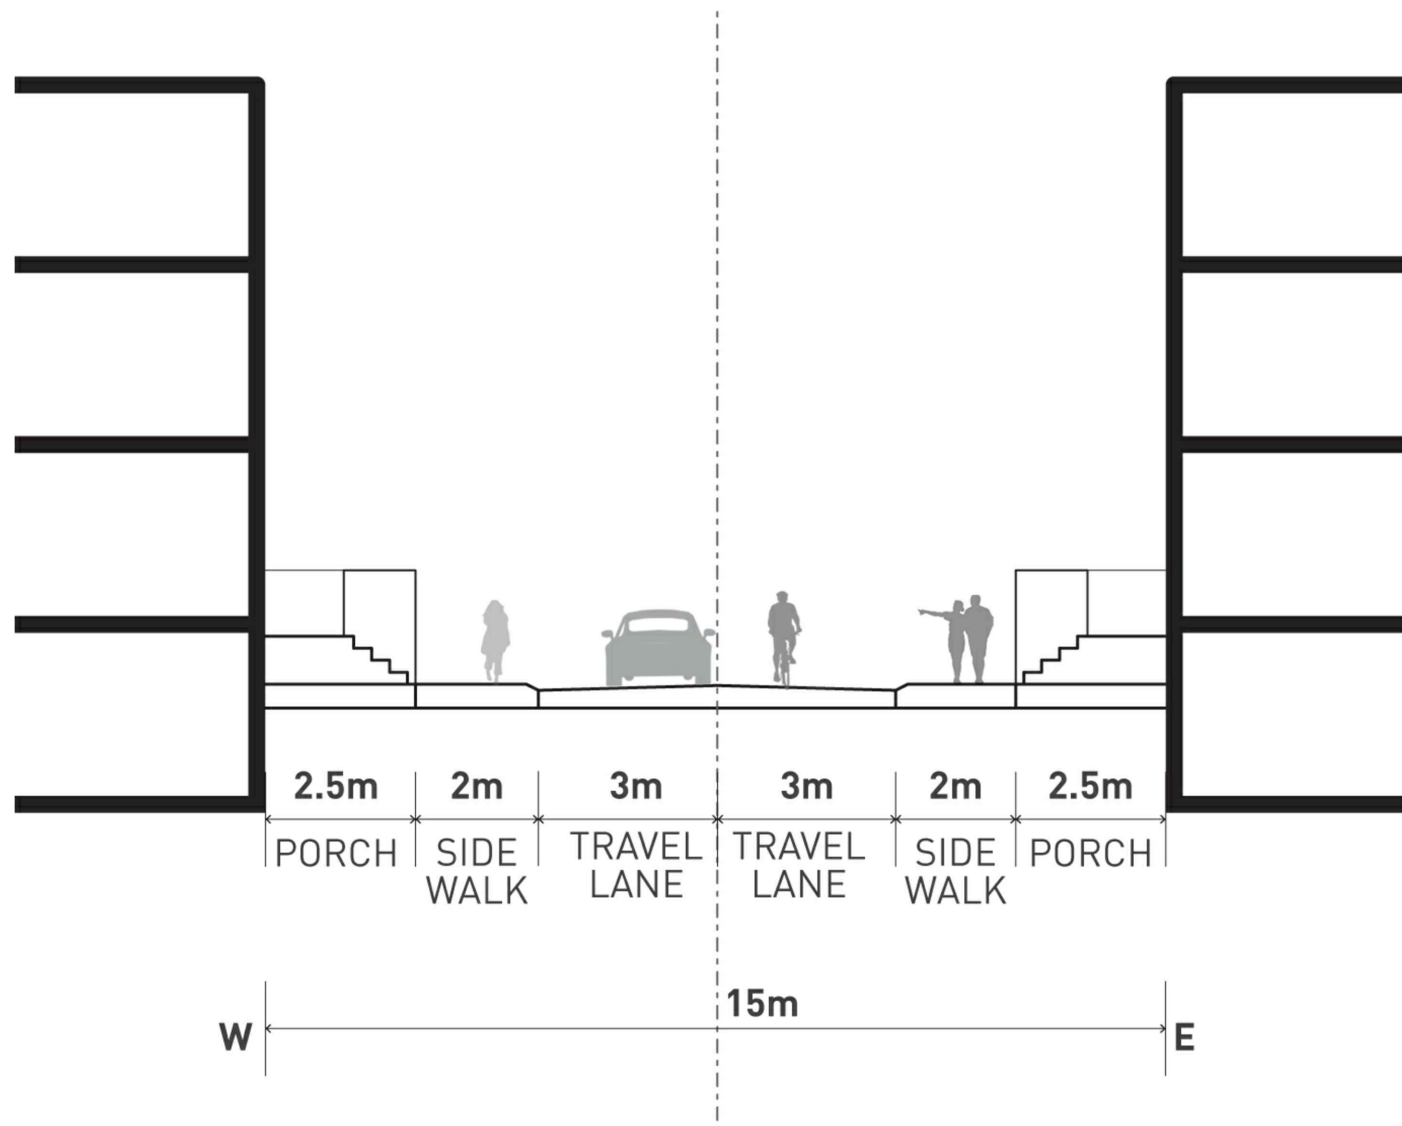 2.5m 2m 3m 3m 2m 2.5m
PORCH SIDE WALK TRAVEL LANE TRAVEL LANE SIDE WALK PORCH
15m
W E